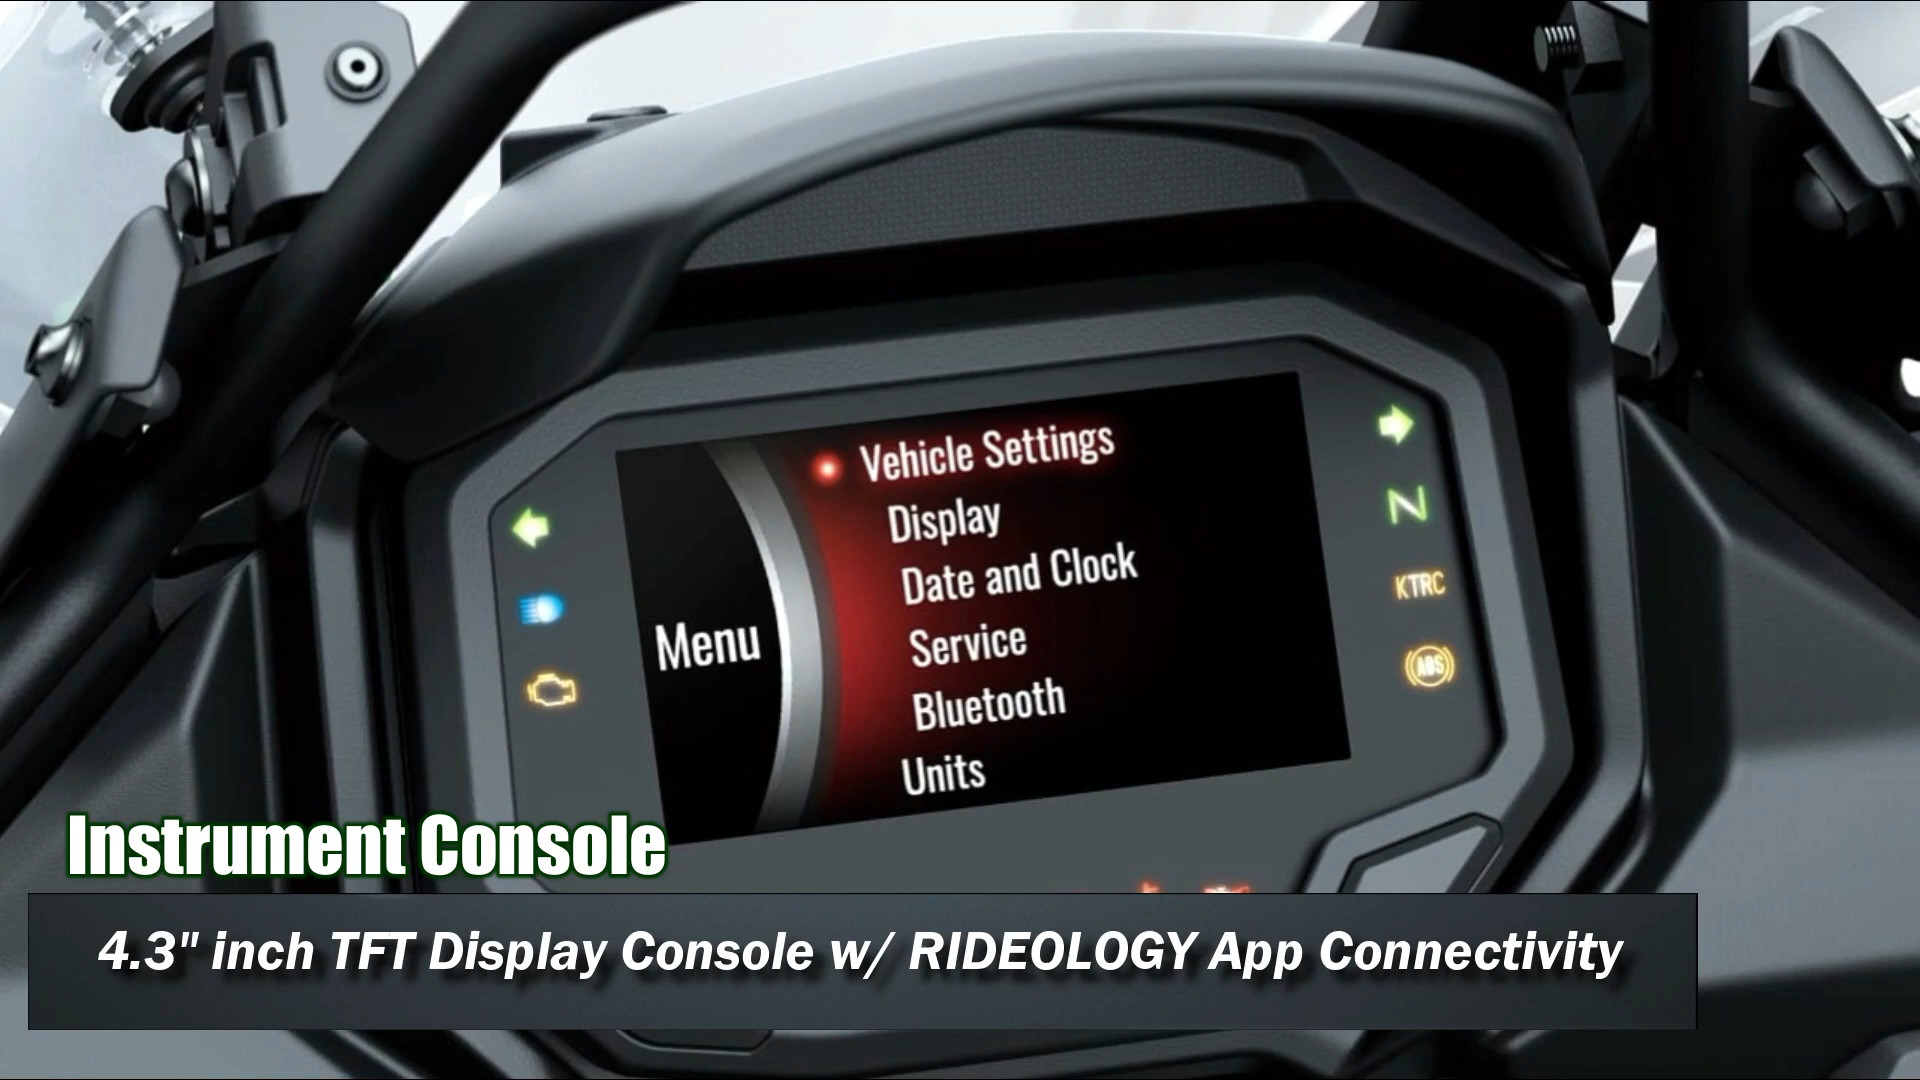 Vehicle Settings
Display
Date and Clock
Service
Bluetooth
Units
Menu
N
KTRC
ABS
Instrument Console
4.3" inch TFT Display Console w/ RIDEOLOGY App Connectivity